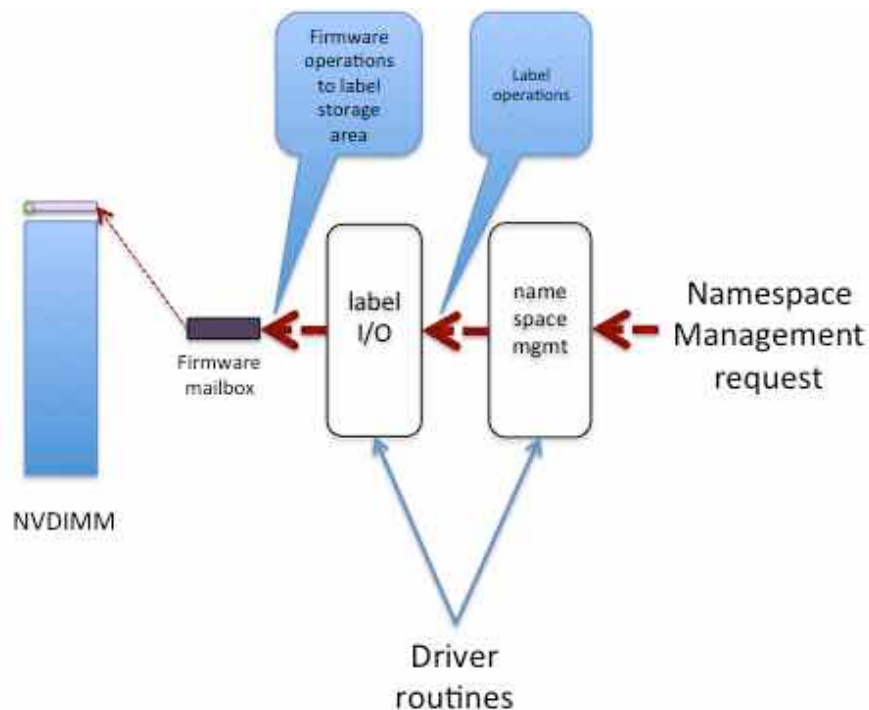 Firmware
operations
to label
storage
area
Label
operations
label
I/O
name
space
mgmt
Namespace
Management
request
Firmware
mailbox
NVDIMM
Driver
routines